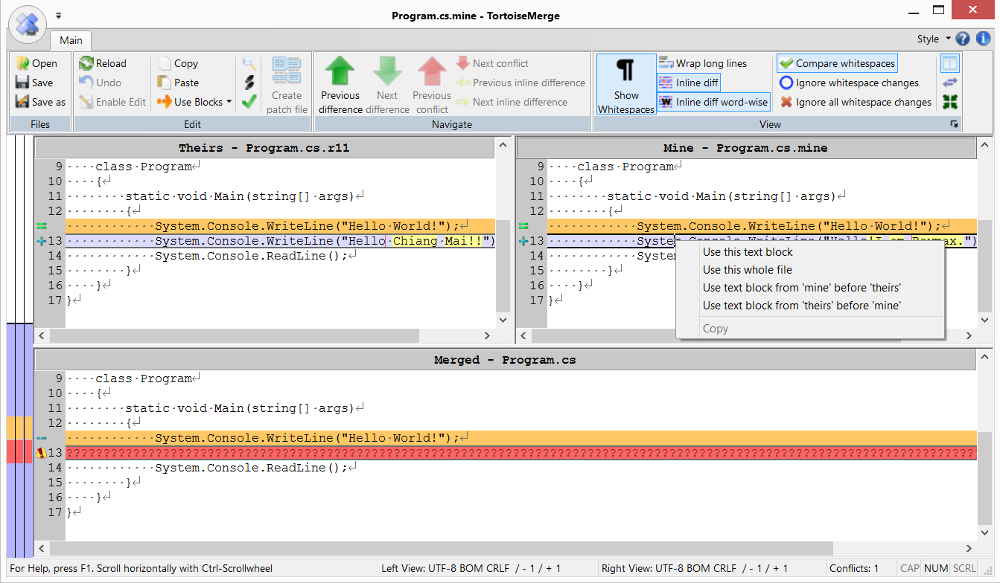 Program.cs.mine - TortoiseMerge
Main
Style
Open
Save
Save as
Files
Reload
Undo
Enable Edit
Copy
Paste
Use Blocks
Edit
Create
patch file
Previous
difference
Next
difference
Previous
conflict
Next conflict
Previous inline difference
Next inline difference
Navigate
Show
Whitespaces
Wrap long lines
Inline diff
Inline diff word-wise
Compare whitespaces
Ignore whitespace changes
Ignore all whitespace changes
View
Theirs - Program.cs.r11
9 ····class·Program↵
10 ····{↵
11 ········static·void·Main(string[]·args)↵
12 ········{↵
············System.Console.WriteLine("Hello·World!");↵
13 ············System.Console.WriteLine("Hello·Chiang·Mai!!")
14 ············System.Console.ReadLine();↵
15 ········}↵
16 ····}↵
17 }↵
Mine - Program.cs.mine
9 ····class·Program↵
10 ····{↵
11 ········static·void·Main(string[]·args)↵
12 ········{↵
············System.Console.WriteLine("Hello·World!");↵
13 ············System.Console.WriteLine("Hello!I·am·Baymax.")
14 ············Syste
15 ········}↵
16 ····}↵
17 }↵
Use this text block
Use this whole file
Use text block from 'mine' before 'theirs'
Use text block from 'theirs' before 'mine'
Copy
Merged - Program.cs
9 ····class·Program↵
10 ····{↵
11 ········static·void·Main(string[]·args)↵
12 ········{↵
············System.Console.WriteLine("Hello·World!");↵
13 ??????????????????????????????????????????????????????????????????????????????????????????????????????????????????????????
14 ············System.Console.ReadLine();↵
15 ········}↵
16 ····}↵
17 }↵
For Help, press F1. Scroll horizontally with Ctrl-Scrollwheel
Left View: UTF-8 BOM CRLF / - 1 / + 1
Right View: UTF-8 BOM CRLF / - 1 / + 1
Conflicts: 1
CAP NUM SCRL